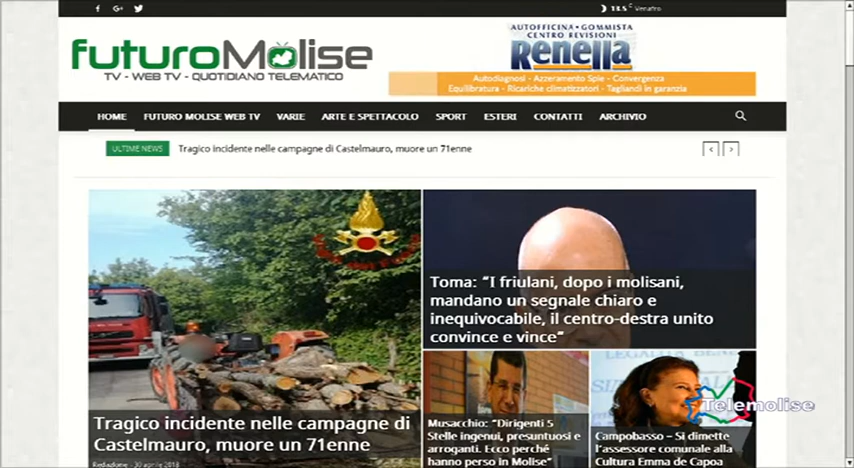 18.5 C Venafro
futuroMolise
TV - WEB TV - QUOTIDIANO TELEMATICO
AUTOFFICINA - GOMMISTA
CENTRO REVISIONI
Renella
Autodiagnosi - Azzeramento Spie - Convergenza
Equilibratura - Ricariche climatizzatori - Tagliandi in garanzia
HOME FUTURO MOLISE WEB TV VARIE ARTE E SPETTACOLO SPORT ESTERI CONTATTI ARCHIVIO
ULTIME NEWS Tragico incidente nelle campagne di Castelmauro, muore un 71enne
Toma: “I friulani, dopo i molisani,
mandano un segnale chiaro e
inequivocabile, il centro-destra unito
convince e vince”
Tragico incidente nelle campagne di
Castelmauro, muore un 71enne
Redazione - 30 aprile 2018
Musacchio: “Dirigenti 5
Stelle ingenui, presuntuosi e
arroganti. Ecco perché
hanno perso in Molise”
Campobasso – Si dimette
l’assessore comunale alla
Cultura Emma de Capoa
Telemolise